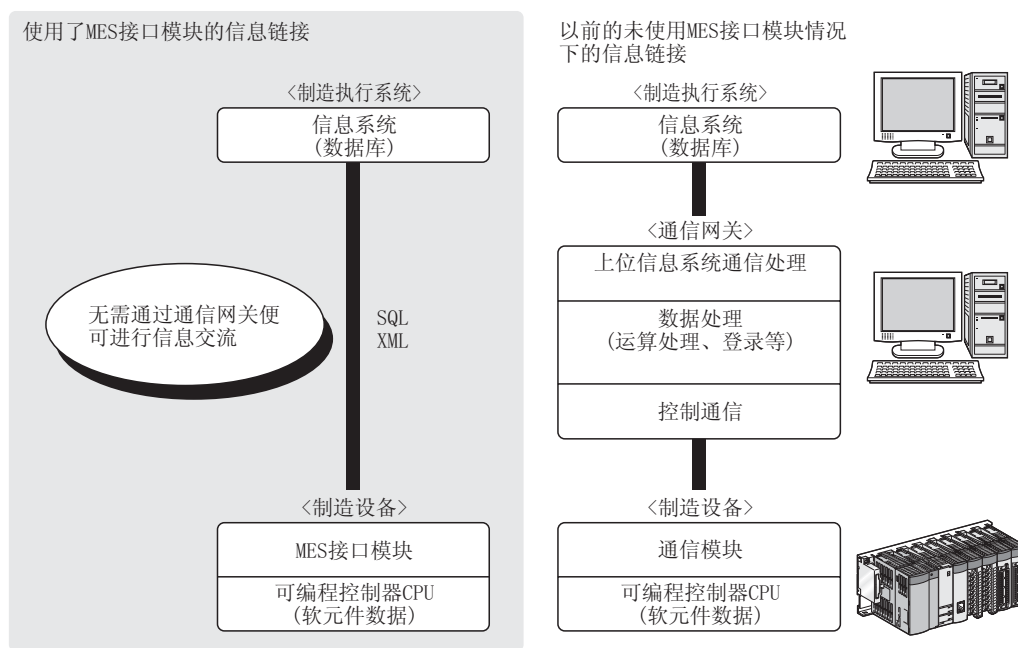 使用了MES接口模块的信息链接
<制造执行系统>
信息系统
(数据库)
无需通过通信网关便
可进行信息交流
SQL
XML
<制造设备>
MES接口模块
可编程控制器CPU
(软元件数据)
以前的未使用MES接口模块情况
下的信息链接
<制造执行系统>
信息系统
(数据库)
<通信网关>
上位信息系统通信处理
数据处理
(运算处理、登录等)
控制通信
<制造设备>
通信模块
可编程控制器CPU
(软元件数据)